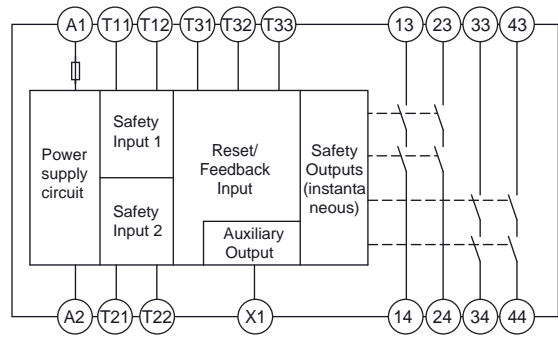 A1 T11 T12 T31 T32 T33 13 23 33 43
Power
supply
circuit
Safety
Input 1
Safety
Input 2
Reset/
Feedback
Input
Auxiliary
Output
Safety
Outputs
(instanta
neous)
A2 T21 T22 X1 14 24 34 44